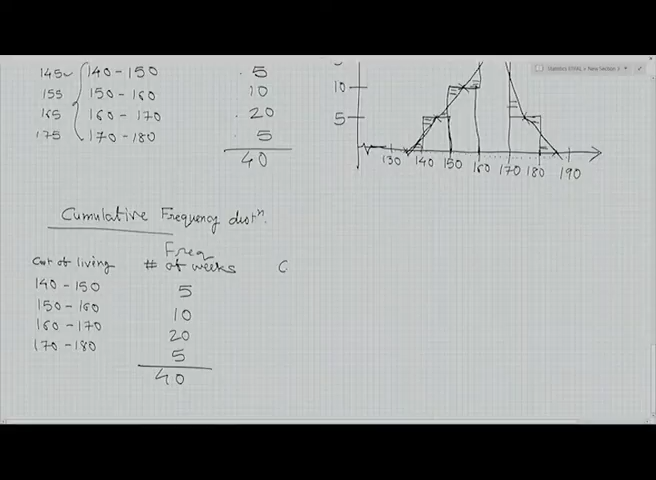 145 140-150 5
155 150-160 10
165 160-170 20
175 170-180 5
40
10
5
130 140 150 160 170 180 190
Cumulative Frequency distⁿ.
Freq
Cost of living # of weeks C
140-150 5
150-160 10
160-170 20
170-180 5
40